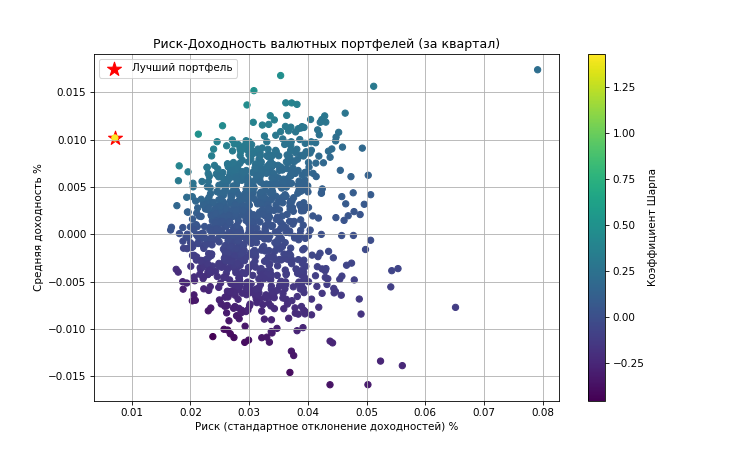 Риск-Доходность валютных портфелей (за квартал)
Лучший портфель
Средняя доходность %
0.015
0.010
0.005
0.000
−0.005
−0.010
−0.015
0.01 0.02 0.03 0.04 0.05 0.06 0.07 0.08
Риск (стандартное отклонение доходностей) %
1.25
1.00
0.75
0.50
0.25
0.00
−0.25
Коэффициент Шарпа